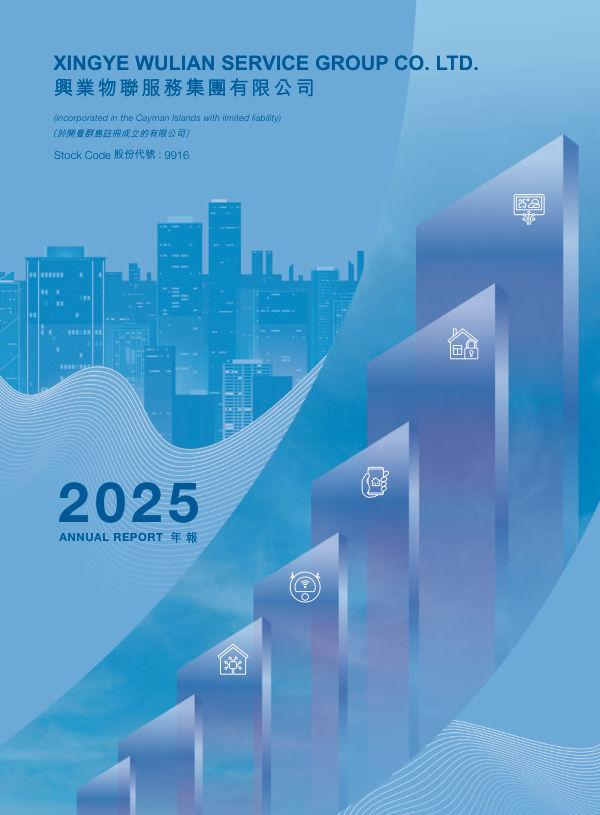 XINGYE WULIAN SERVICE GROUP CO. LTD.
興業物聯服務集團有限公司
(incorporated in the Cayman Islands with limited liability)
（於開曼群島註冊成立的有限公司）
Stock Code 股份代號 : 9916
25°
2025
ANNUAL REPORT 年報